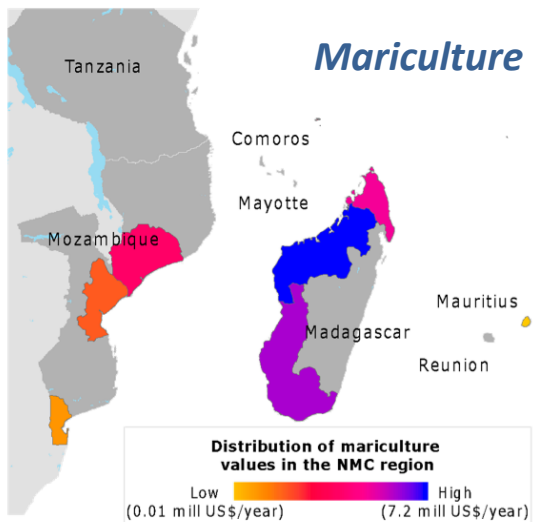 Mariculture
Tanzania
Comoros
Mayotte
Mozambique
Mauritius
Madagascar
Reunion
Distribution of mariculture
values in the NMC region
Low
High
(0.01 mill US$/year)
(7.2 mill US$/year)